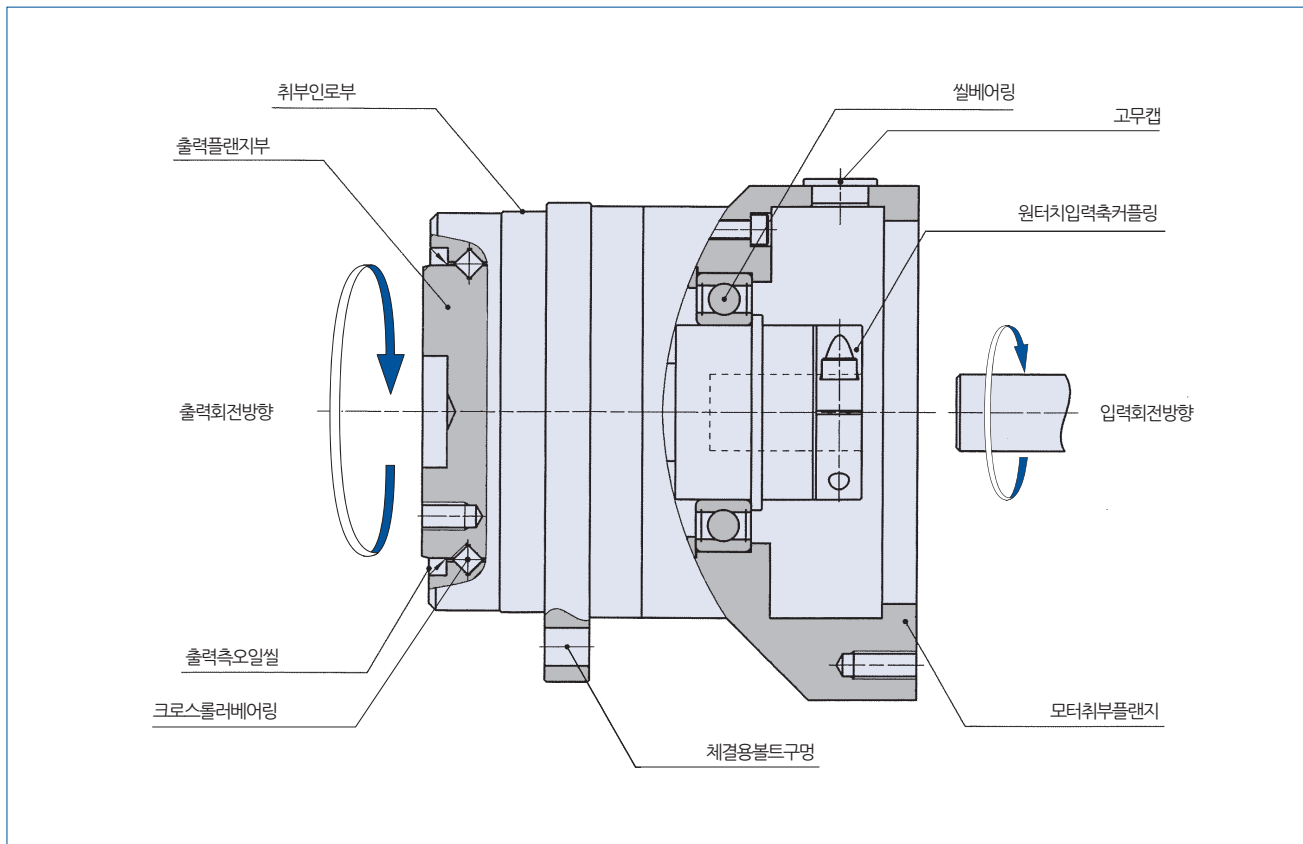 취부인로부
씰베어링
고무캡
출력플랜지부
원터치입력축커플링
출력회전방향
입력회전방향
출력측오일씰
크로스롤러베어링
모터취부플랜지
체결용볼트구멍